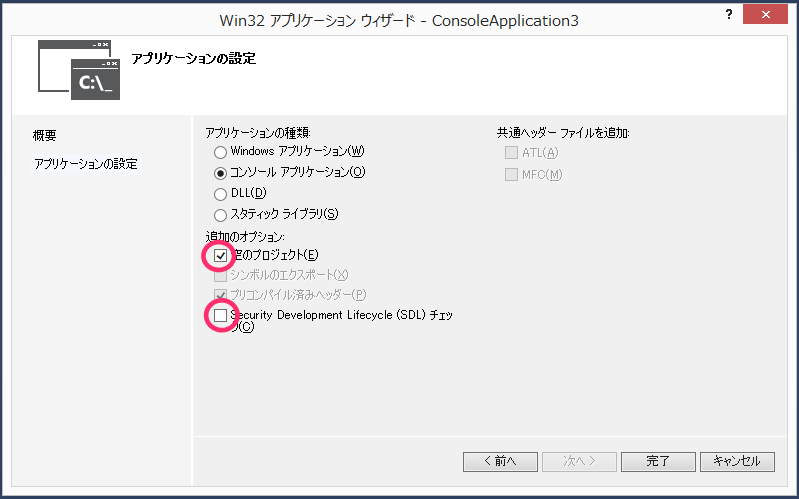 Win32 アプリケーション ウィザード - ConsoleApplication3
? ×
C:\_
アプリケーションの設定
概要
アプリケーションの設定
アプリケーションの種類:
Windows アプリケーション(W)
コンソール アプリケーション(O)
DLL(D)
スタティック ライブラリ(S)
追加のオプション:
空のプロジェクト(E)
シンボルのエクスポート(X)
プリコンパイル済みヘッダー(P)
Security Development Lifecycle (SDL) チェッ
ク(C)
共通ヘッダー ファイルを追加:
ATL(A)
MFC(M)
< 前へ
次へ >
完了
キャンセル